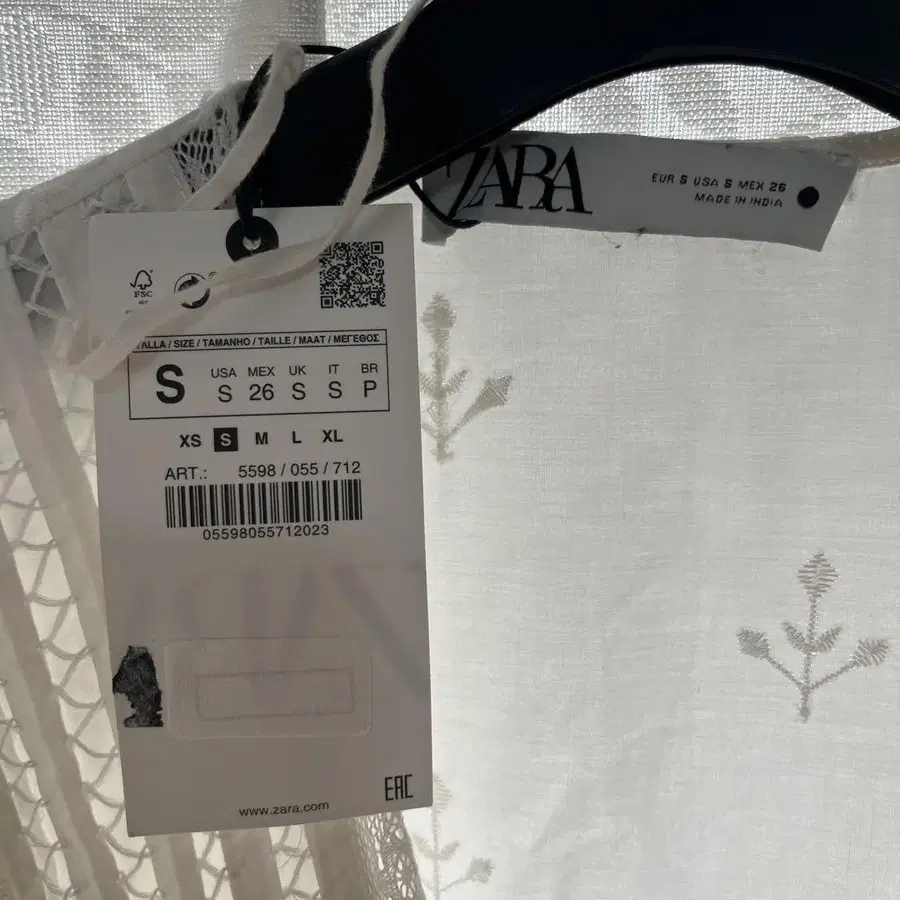 ZARA
EUR S USA S MEX 26
MADE IN INDIA
FSC
TALLA / SIZE / TAMANHO / TAILLE / MAAT / ΜΕΓΕΘΟΣ
S
USA MEX UK IT BR
S 26 S S P
XS S M L XL
ART.: 5598 / 055 / 712
05598055712023
EAC
www.zara.com